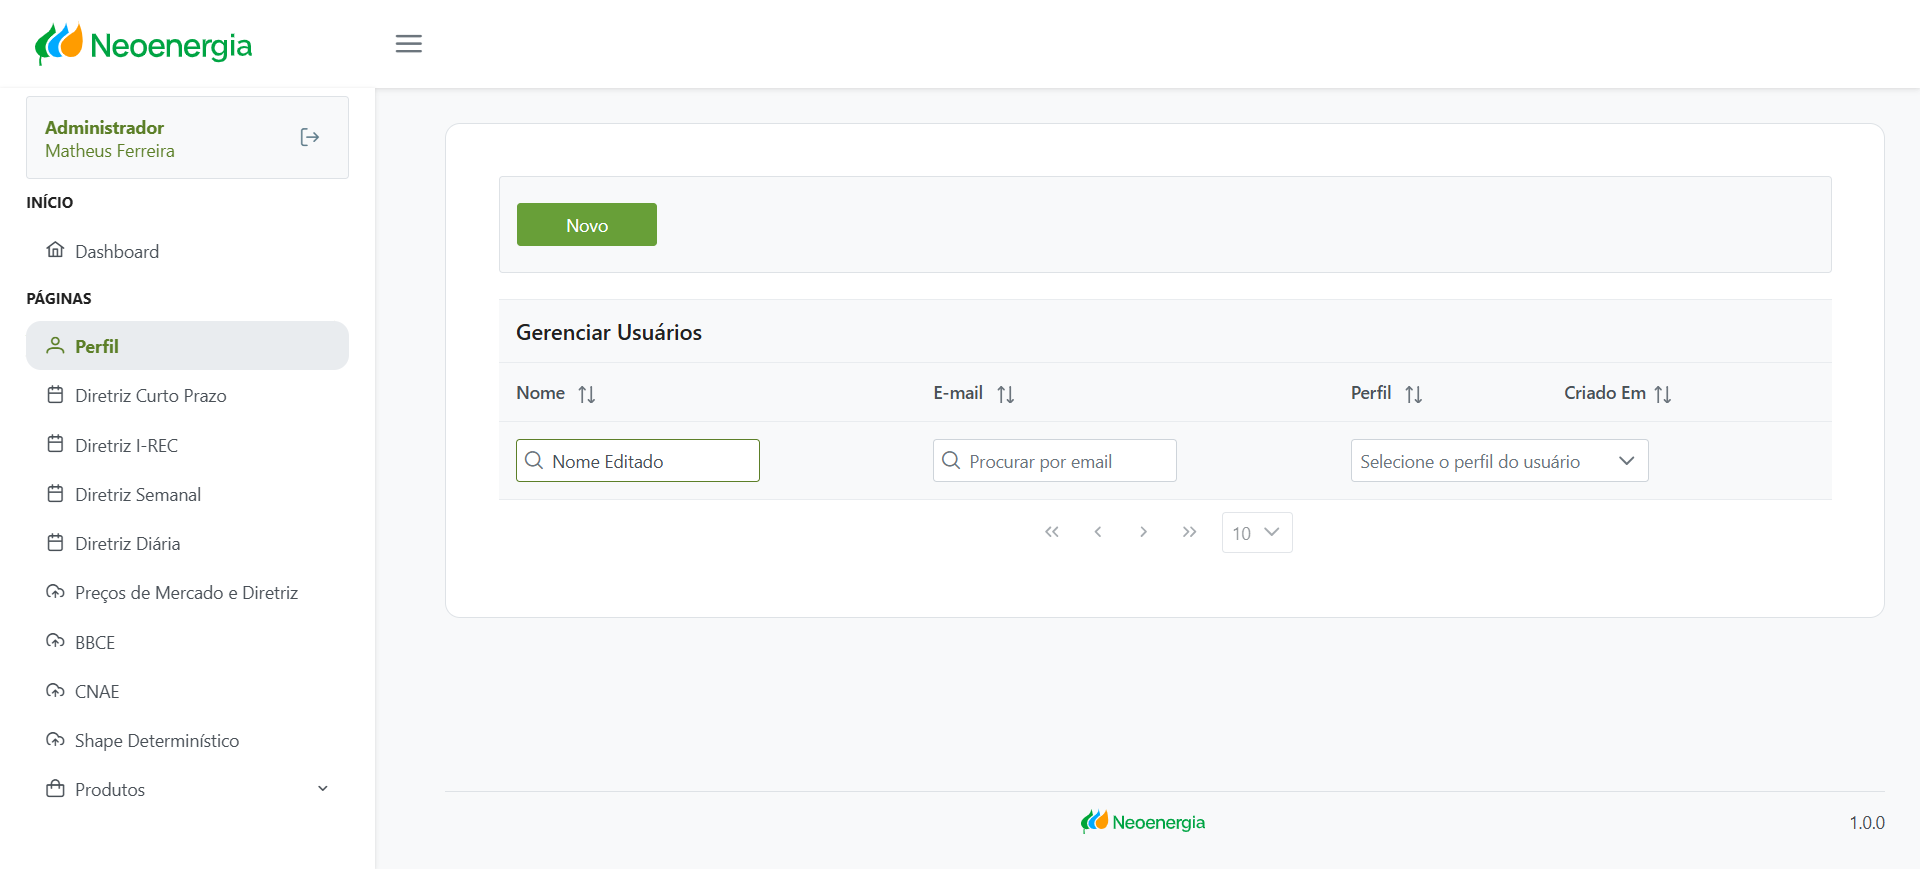 Neoenergia
Administrador
Matheus Ferreira
INÍCIO
Dashboard
PÁGINAS
Perfil
Diretriz Curto Prazo
Diretriz I-REC
Diretriz Semanal
Diretriz Diária
Preços de Mercado e Diretriz
BBCE
CNAE
Shape Determinístico
Produtos
Novo
Gerenciar Usuários
Nome E-mail Perfil Criado Em
Nome Editado Procurar por email Selecione o perfil do usuário
10
Neoenergia
1.0.0